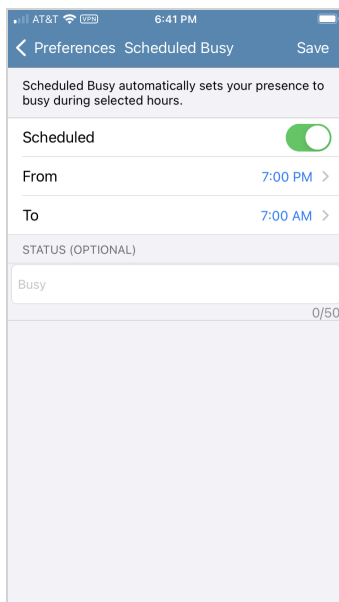 AT&T VPN 6:41 PM
Preferences Scheduled Busy Save
Scheduled Busy automatically sets your presence to
busy during selected hours.
Scheduled
From 7:00 PM
To 7:00 AM
STATUS (OPTIONAL)
Busy
0/50